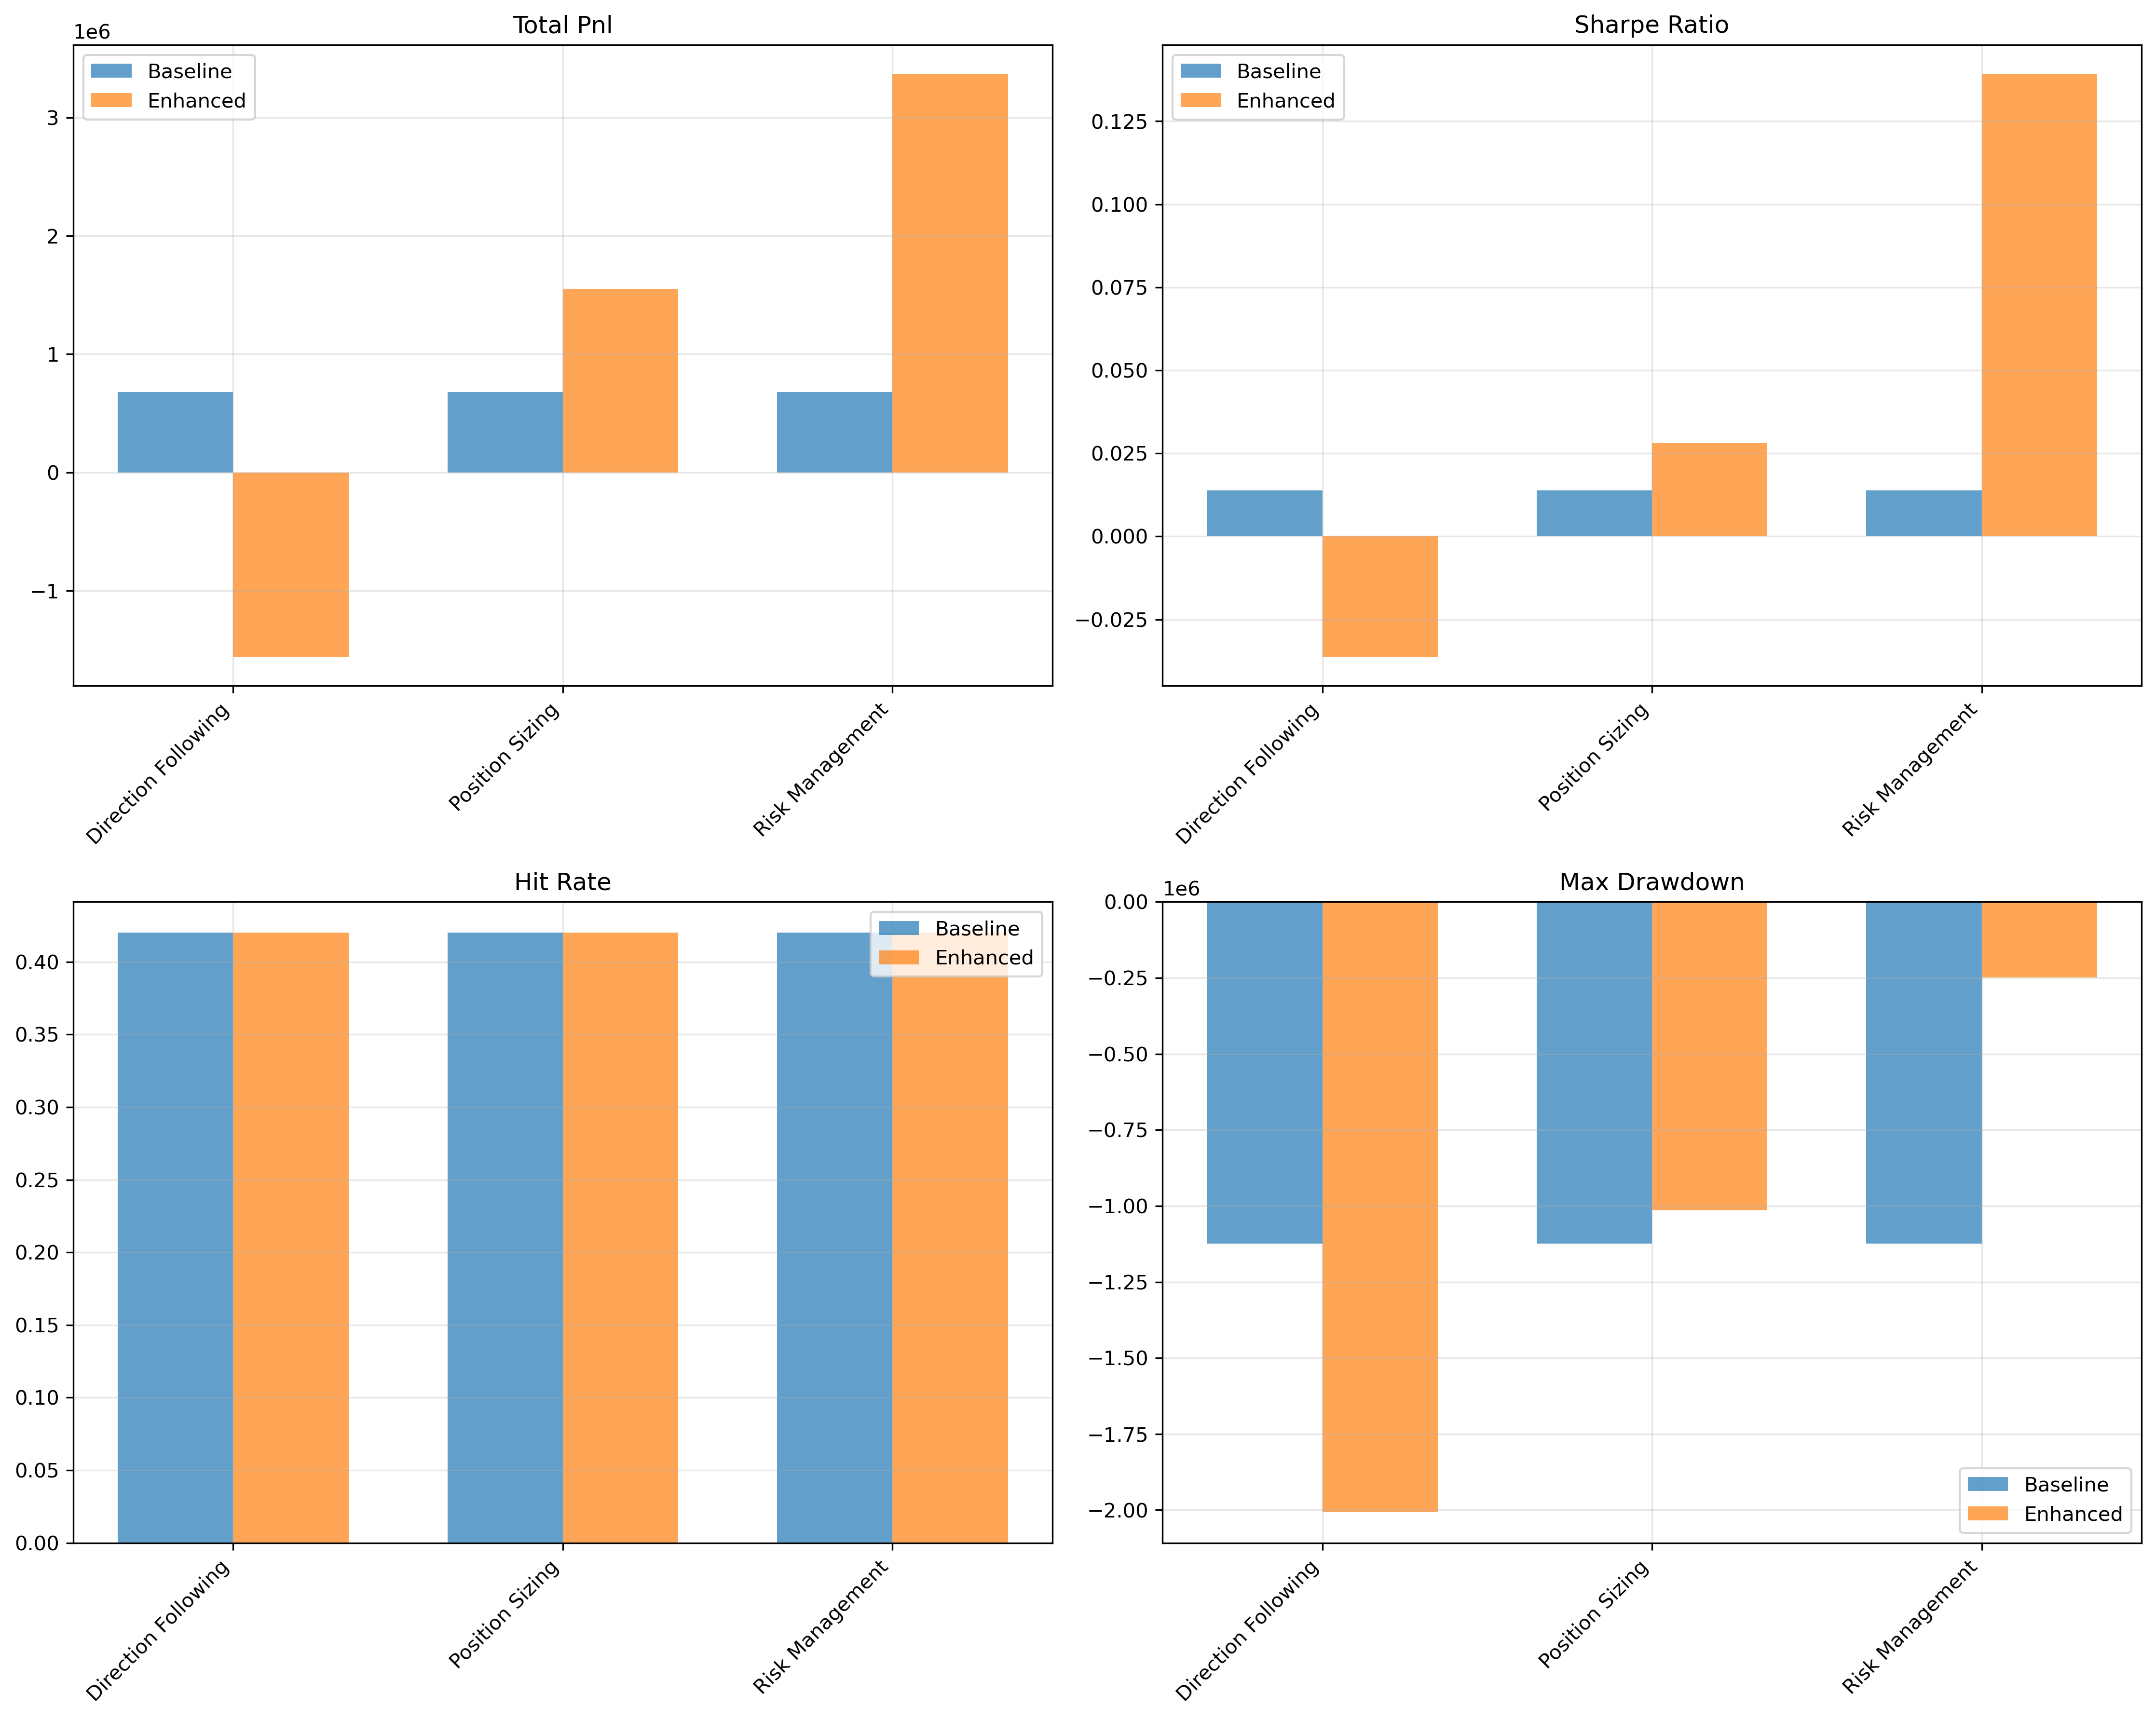 Total Pnl
1e6
Baseline
Enhanced
3
2
1
0
−1
Direction Following
Position Sizing
Risk Management
Sharpe Ratio
Baseline
Enhanced
0.125
0.100
0.075
0.050
0.025
0.000
−0.025
Direction Following
Position Sizing
Risk Management
Hit Rate
Baseline
Enhanced
0.40
0.35
0.30
0.25
0.20
0.15
0.10
0.05
0.00
Direction Following
Position Sizing
Risk Management
Max Drawdown
1e6
0.00
−0.25
−0.50
−0.75
−1.00
−1.25
−1.50
−1.75
−2.00
Baseline
Enhanced
Direction Following
Position Sizing
Risk Management